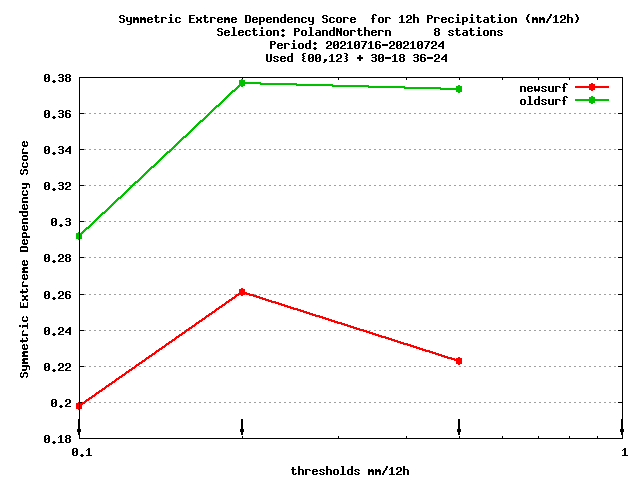 Symmetric Extreme Dependency Score  for 12h Precipitation (mm/12h)
Selection: PolandNorthern      8 stations
Period: 20210716-20210724
Used {00,12} + 30-18 36-24
newsurf
oldsurf
0.38
0.36
0.34
0.32
0.3
0.28
0.26
0.24
0.22
0.2
0.18
Symmetric Extreme Dependency Score
0.1
1
thresholds mm/12h